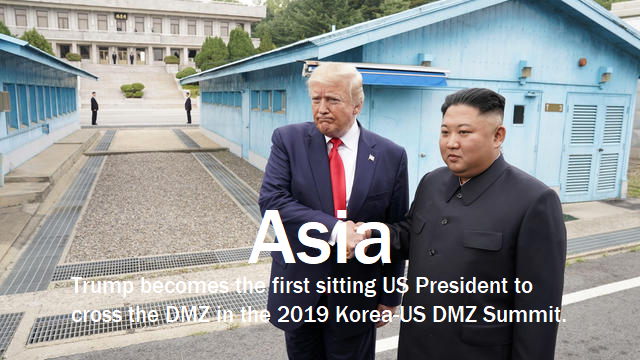 Asia
Trump becomes the first sitting US President to
cross the DMZ in the 2019 Korea-US DMZ Summit.